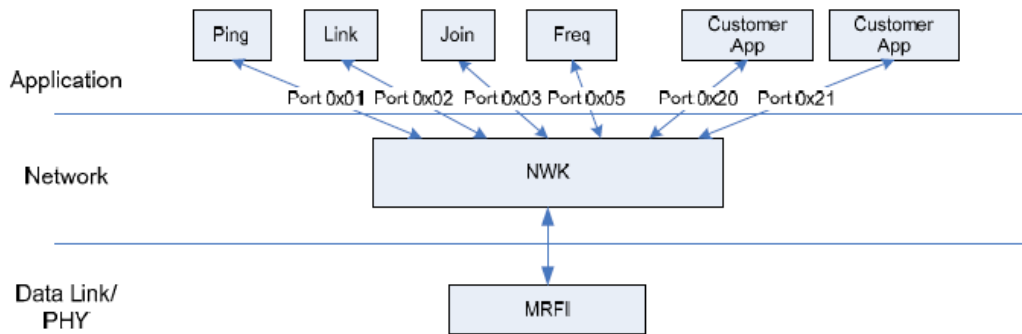 Ping Link Join Freq Customer App Customer App
Application
Port 0x01 Port 0x02 Port 0x03 Port 0x05 Port 0x20 Port 0x21
Network
NWK
Data Link/
PHY
MRFI